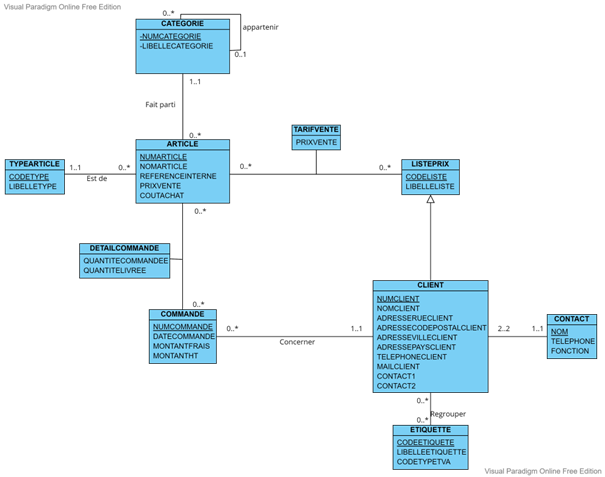 Visual Paradigm Online Free Edition
0..*
CATEGORIE
-NUMCATEGORIE
-LIBELLECATEGORIE
appartenir
0..1
1..1
Fait parti
0..*
ARTICLE
NUMARTICLE
NOMARTICLE
REFERENCEINTERNE
PRIXVENTE
COUTACHAT
TYPEARTICLE
CODETYPE
LIBELLETYPE
1..1
0..*
Est de
TARIFVENTE
PRIXVENTE
0..*
0..*
LISTEPRIX
CODELISTE
LIBELLELISTE
0..*
DETAILCOMMANDE
QUANTITECOMMANDEE
QUANTITELIVREE
0..*
COMMANDE
NUMCOMMANDE
DATECOMMANDE
MONTANTFRAIS
MONTANTHT
0..*
1..1
Concerner
CLIENT
NUMCLIENT
NOMCLIENT
ADRESSERUECLIENT
ADRESSECODEPOSTALCLIENT
ADRESSEVILLECLIENT
ADRESSEPAYSCLIENT
TELEPHONECLIENT
MAILCLIENT
CONTACT1
CONTACT2
2..2
1..1
CONTACT
NOM
TELEPHONE
FONCTION
0..*
Regrouper
0..*
ETIQUETTE
CODEETIQUETE
LIBELLEETIQUETTE
CODETYPETVA
Visual Paradigm Online Free Edition